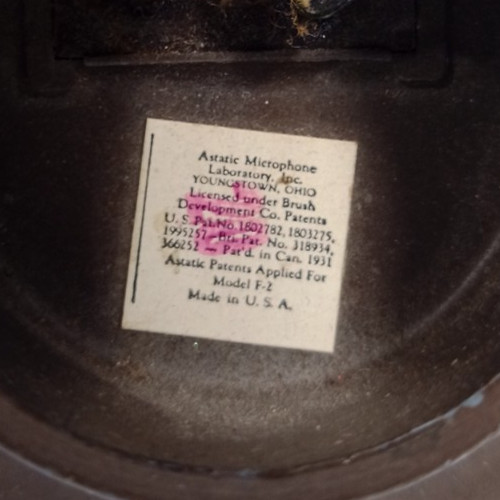 Astatic Microphone
Laboratory, Inc.
YOUNGSTOWN, OHIO
Licensed under Brush
Development Co. Patents
U. S. Pat. No. 1802782, 1803275,
1995257 — Br. Pat. No. 318934,
366252 — Pat'd. in Can. 1931
Astatic Patents Applied For
Model F-2
Made in U. S. A.